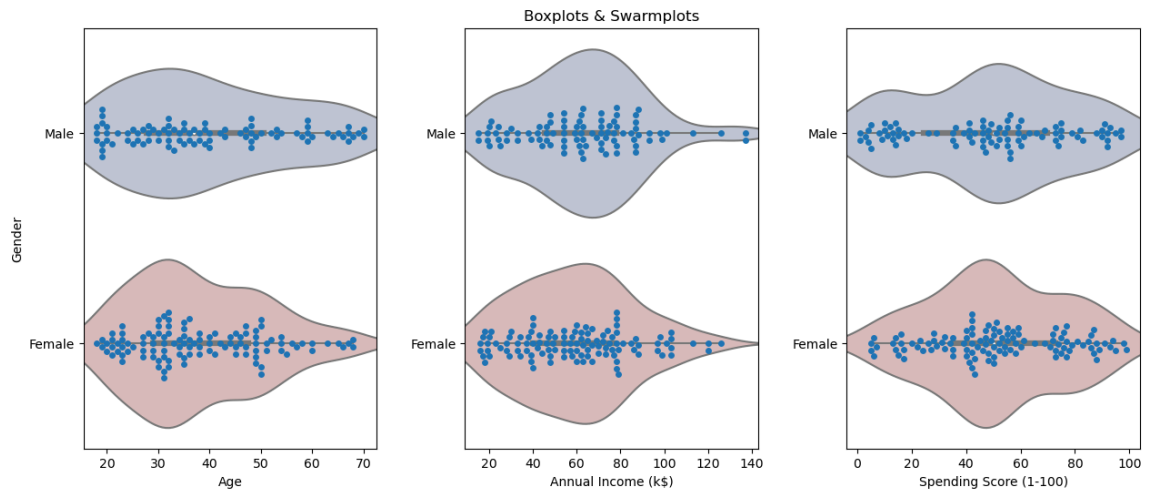 Boxplots & Swarmplots
Gender
Male
Female
20 30 40 50 60 70
Age
Male
Female
20 40 60 80 100 120 140
Annual Income (k$)
Male
Female
0 20 40 60 80 100
Spending Score (1-100)